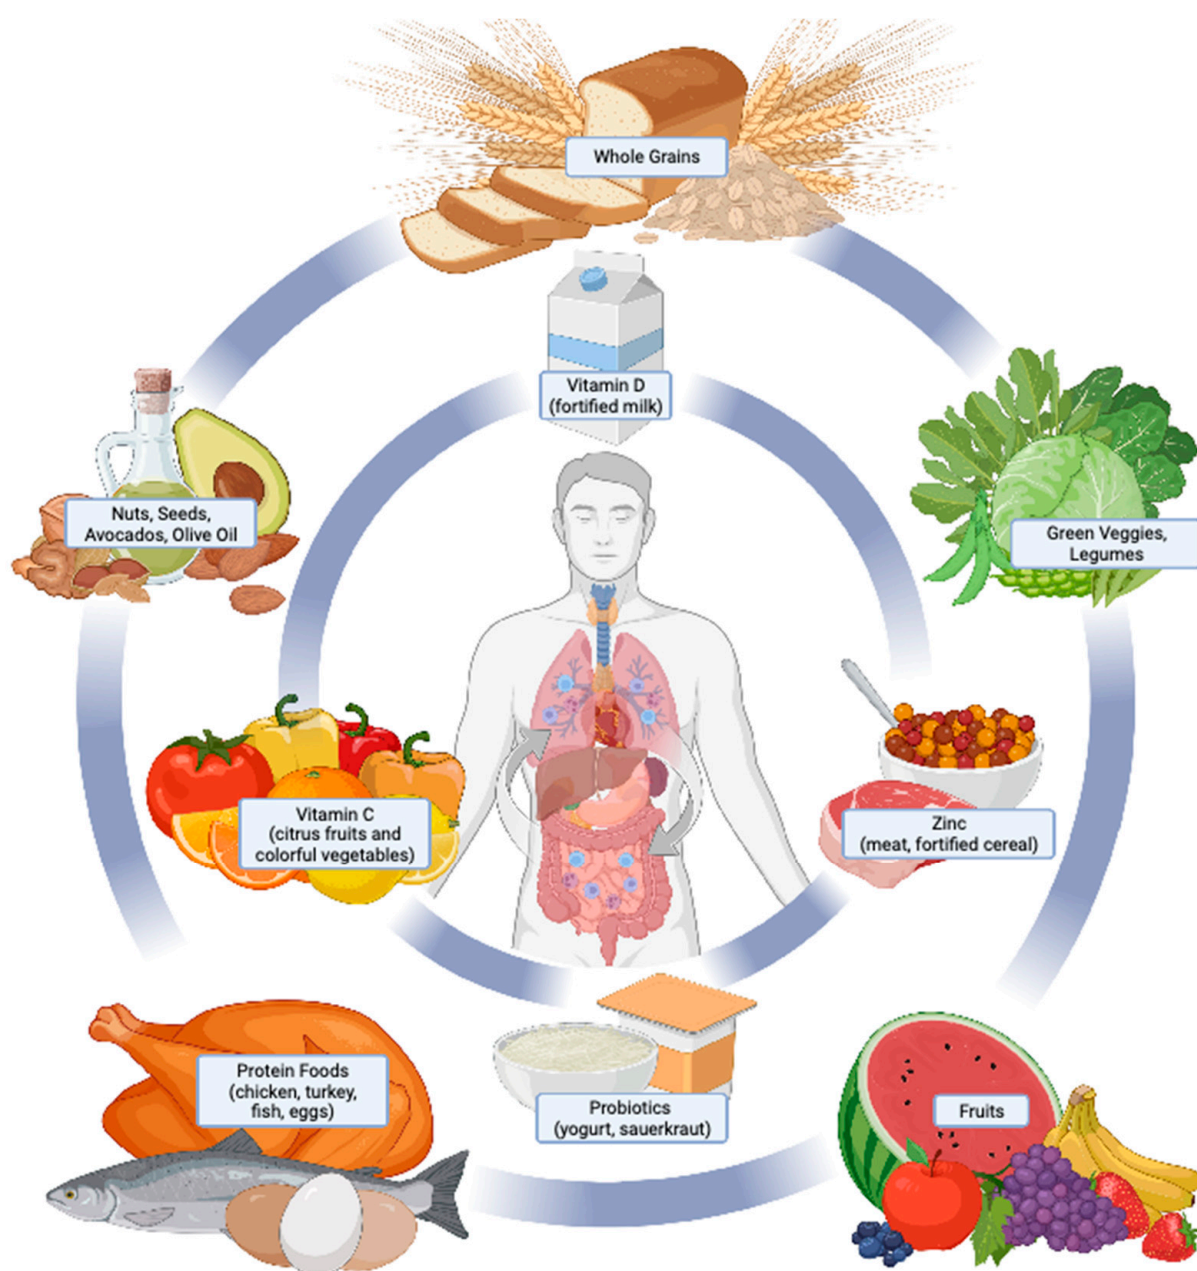 Whole Grains
Vitamin D
(fortified milk)
Nuts, Seeds,
Avocados, Olive Oil
Green Veggies,
Legumes
Vitamin C
(citrus fruits and
colorful vegetables)
Zinc
(meat, fortified cereal)
Protein Foods
(chicken, turkey,
fish, eggs)
Probiotics
(yogurt, sauerkraut)
Fruits